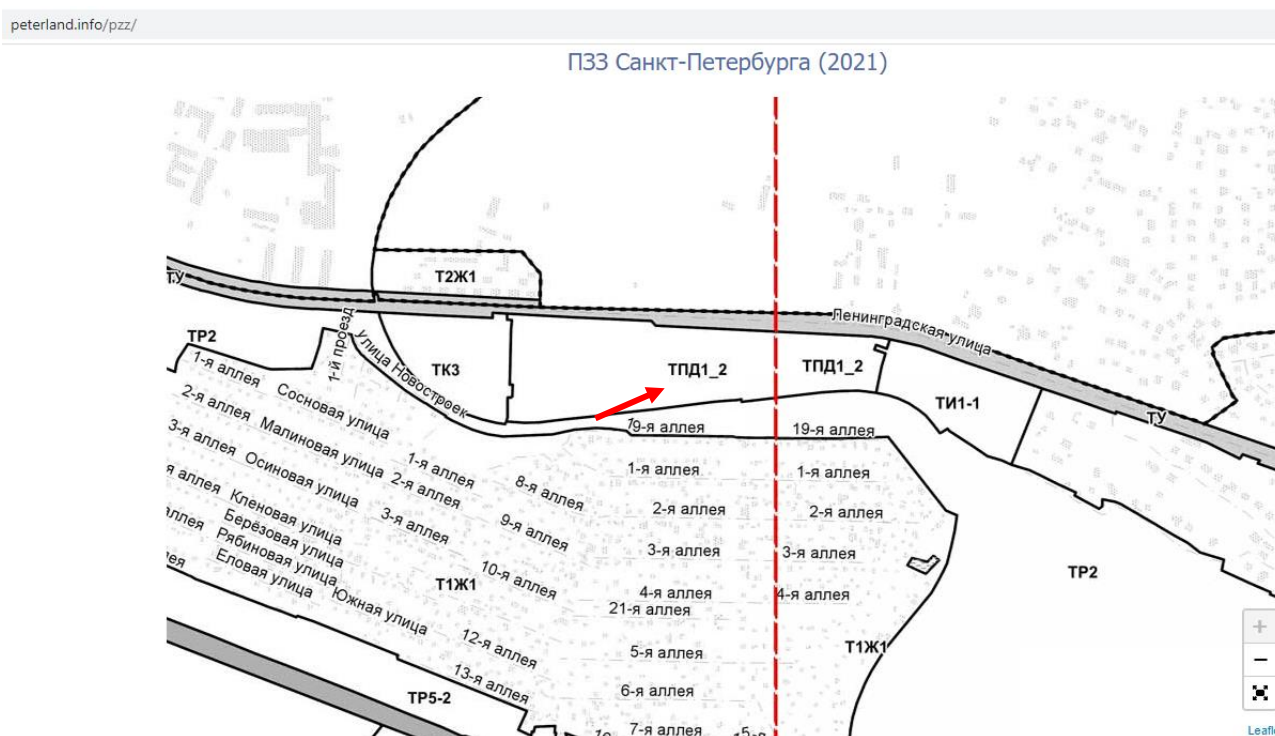 peterland.info/pzz/
ПЗЗ Санкт-Петербурга (2021)
Т2Ж1
ТУ
Ленинградская улица
ТР2
1-й проезд
улица Новостроек
ТК3
ТПД1_2
ТПД1_2
ТИ1-1
ТУ
1-я аллея
Сосновая улица
2-я аллея
Малиновая улица
3-я аллея
Осиновая улица
я аллея
Кленовая улица
Берёзовая улица
Рябиновая улица
Еловая улица
Южная улица
19-я аллея
19-я аллея
1-я аллея
2-я аллея
3-я аллея
8-я аллея
9-я аллея
10-я аллея
12-я аллея
13-я аллея
1-я аллея
1-я аллея
2-я аллея
2-я аллея
3-я аллея
3-я аллея
4-я аллея
4-я аллея
21-я аллея
5-я аллея
6-я аллея
7-я аллея
Т1Ж1
Т1Ж1
ТР2
ТР5-2
+
−
Leafl